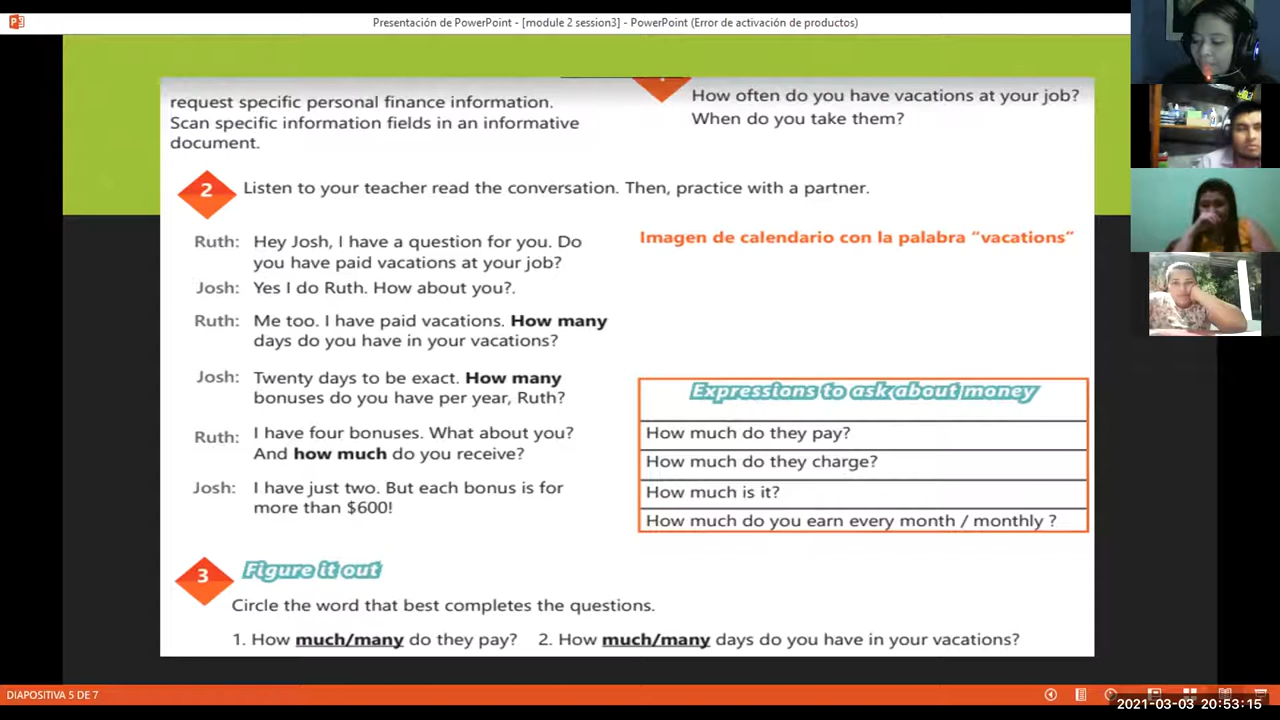 Presentación de PowerPoint - [module 2 session3] - PowerPoint (Error de activación de productos)
request specific personal finance information.
Scan specific information fields in an informative
document.
How often do you have vacations at your job?
When do you take them?
2 Listen to your teacher read the conversation. Then, practice with a partner.
Ruth: Hey Josh, I have a question for you. Do
you have paid vacations at your job?
Josh: Yes I do Ruth. How about you?.
Ruth: Me too. I have paid vacations. How many
days do you have in your vacations?
Josh: Twenty days to be exact. How many
bonuses do you have per year, Ruth?
Ruth: I have four bonuses. What about you?
And how much do you receive?
Josh: I have just two. But each bonus is for
more than $600!
Imagen de calendario con la palabra “vacations”
Expressions to ask about money
How much do they pay?
How much do they charge?
How much is it?
How much do you earn every month / monthly ?
3 Figure it out
Circle the word that best completes the questions.
1. How much/many do they pay? 2. How much/many days do you have in your vacations?
DIAPOSITIVA 5 DE 7
2021-03-03 20:53:15